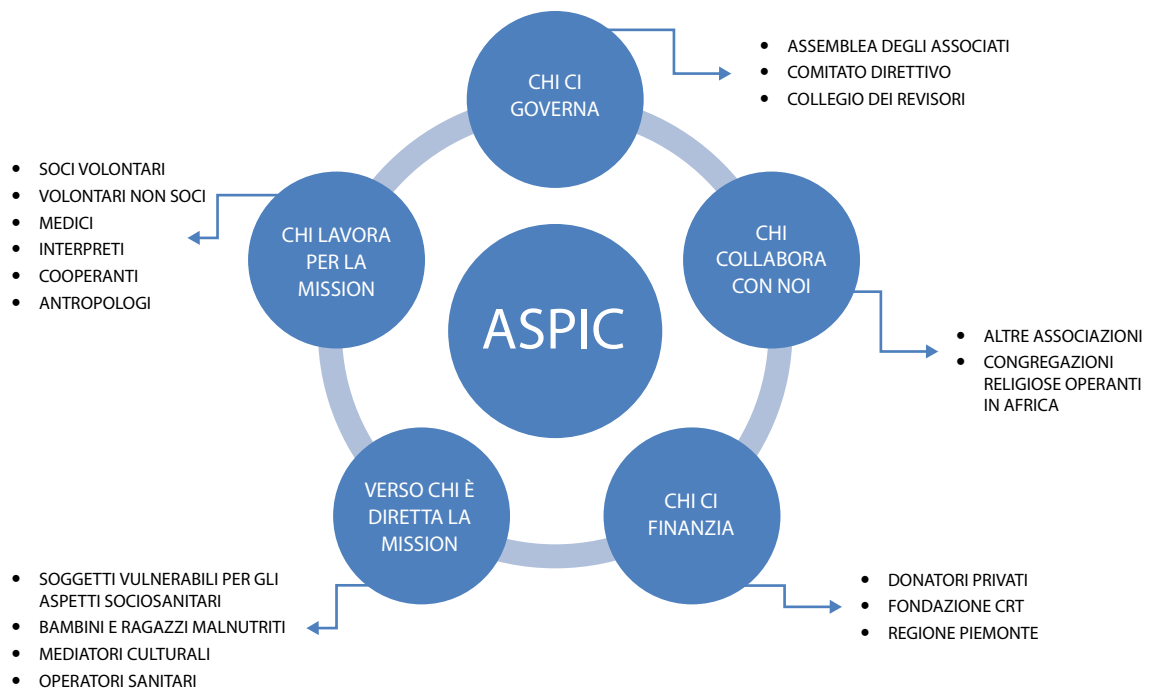 CHI CI
GOVERNA
• ASSEMBLEA DEGLI ASSOCIATI
• COMITATO DIRETTIVO
• COLLEGIO DEI REVISORI
CHI
COLLABORA
CON NOI
• ALTRE ASSOCIAZIONI
• CONGREGAZIONI
RELIGIOSE OPERANTI
IN AFRICA
CHI CI
FINANZIA
• DONATORI PRIVATI
• FONDAZIONE CRT
• REGIONE PIEMONTE
VERSO CHI È
DIRETTA LA
MISSION
• SOGGETTI VULNERABILI PER GLI
ASPETTI SOCIOSANITARI
• BAMBINI E RAGAZZI MALNUTRITI
• MEDIATORI CULTURALI
• OPERATORI SANITARI
CHI LAVORA
PER LA
MISSION
• SOCI VOLONTARI
• VOLONTARI NON SOCI
• MEDICI
• INTERPRETI
• COOPERANTI
• ANTROPOLOGI
ASPIC